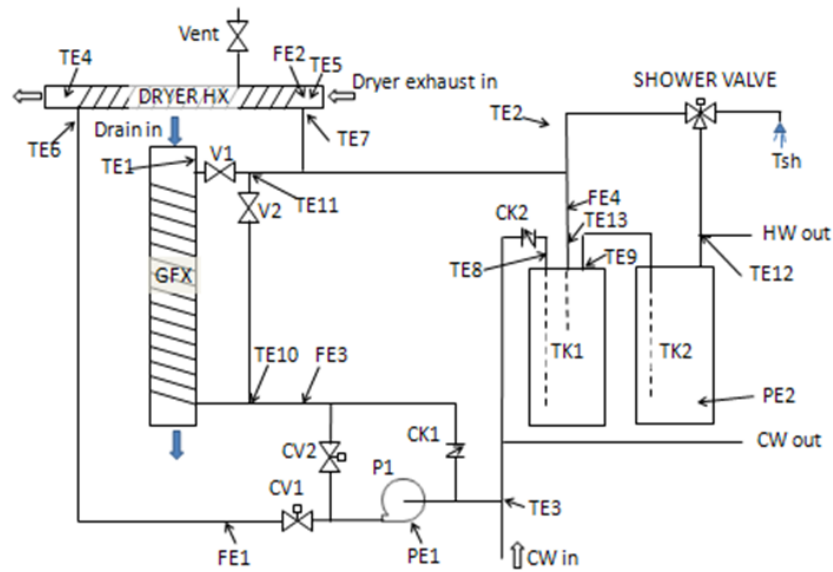 Vent
TE4
FE2
TE5
Dryer exhaust in
SHOWER VALVE
DRYER HX
TE2
TE6
Drain in
TE7
TE1
V1
Tsh
V2
TE11
FE4
CK2
TE13
HW out
TE8
TE9
TE12
GFX
TE10
FE3
TK1
TK2
PE2
CK1
CW out
CV2
P1
CV1
TE3
FE1
PE1
CW in